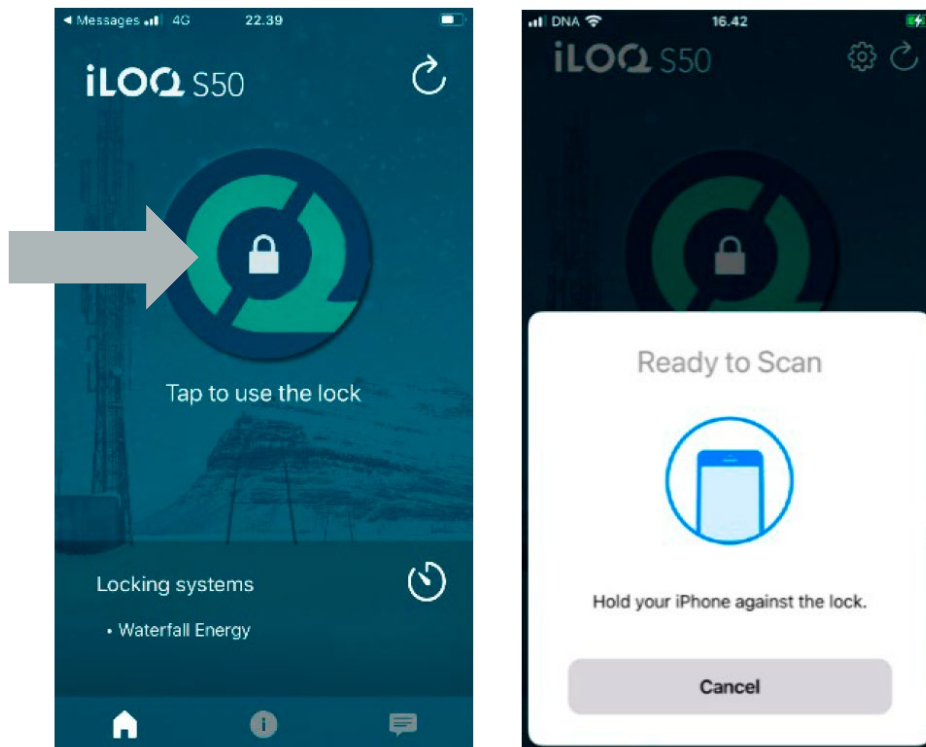 Messages 4G 22.39
iLOQ S50
Tap to use the lock
Locking systems
• Waterfall Energy
DNA 16.42
iLOQ S50
Ready to Scan
Hold your iPhone against the lock.
Cancel